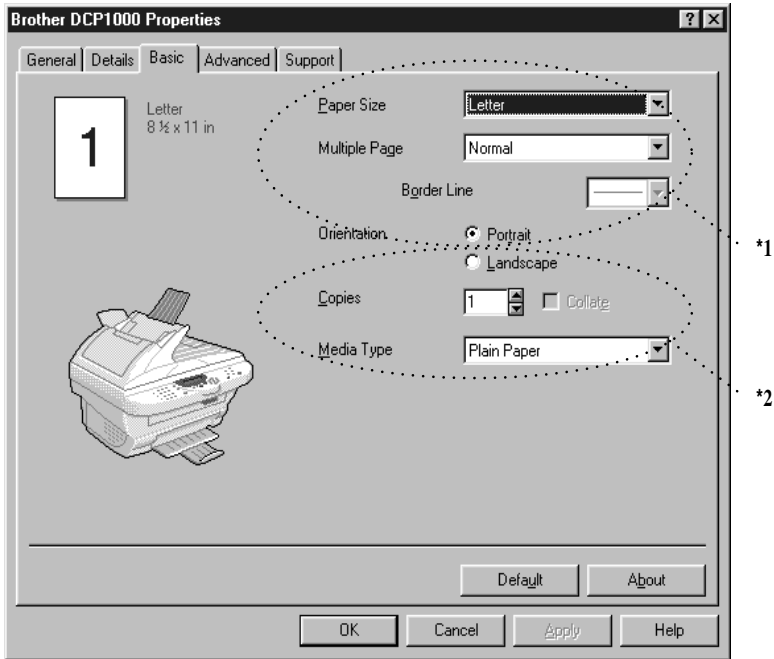 Brother DCP1000 Properties
General Details Basic Advanced Support
1
Letter
8 ½ x 11 in
Paper Size Letter
Multiple Page Normal
Border Line
*1
Orientation Portrait
Landscape
Copies 1 Collate
Media Type Plain Paper
*2
Default About
OK Cancel Apply Help